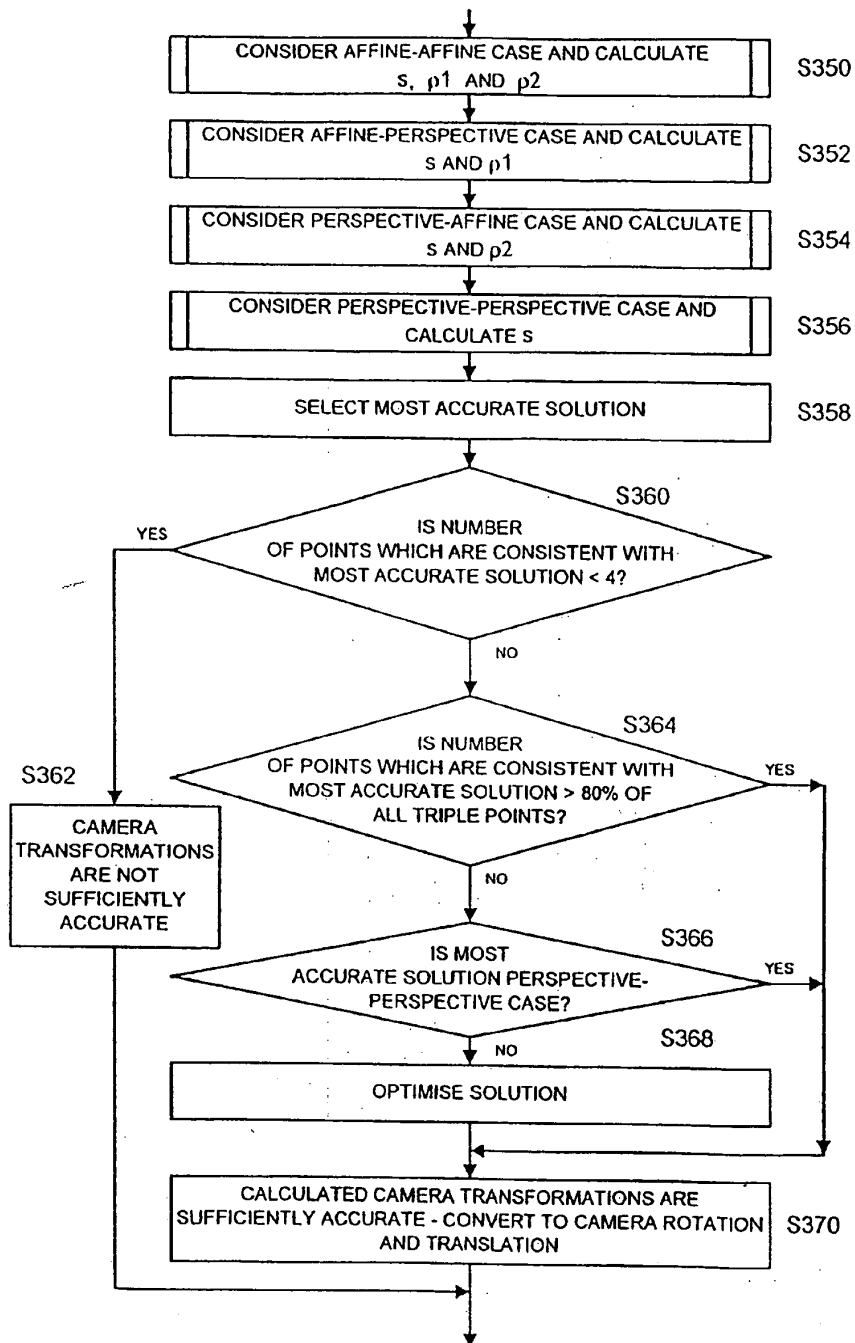 CONSIDER AFFINE-AFFINE CASE AND CALCULATE
s, ρ1 AND ρ2
S350
CONSIDER AFFINE-PERSPECTIVE CASE AND CALCULATE
s AND ρ1
S352
CONSIDER PERSPECTIVE-AFFINE CASE AND CALCULATE
s AND ρ2
S354
CONSIDER PERSPECTIVE-PERSPECTIVE CASE AND
CALCULATE s
S356
SELECT MOST ACCURATE SOLUTION
S358
S360
YES
IS NUMBER
OF POINTS WHICH ARE CONSISTENT WITH
MOST ACCURATE SOLUTION < 4?
NO
S364
IS NUMBER
OF POINTS WHICH ARE CONSISTENT WITH
MOST ACCURATE SOLUTION > 80% OF
ALL TRIPLE POINTS?
YES
NO
S362
CAMERA
TRANSFORMATIONS
ARE NOT
SUFFICIENTLY
ACCURATE
S366
IS MOST
ACCURATE SOLUTION PERSPECTIVE-
PERSPECTIVE CASE?
YES
NO
S368
OPTIMISE SOLUTION
CALCULATED CAMERA TRANSFORMATIONS ARE
SUFFICIENTLY ACCURATE - CONVERT TO CAMERA ROTATION
AND TRANSLATION
S370